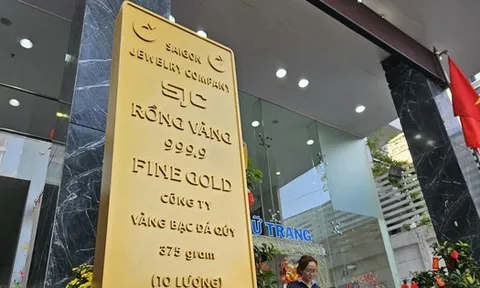 SAIGON
JEWELRY COMPANY
SJC
RỒNG VÀNG
999.9
FINE GOLD
CÔNG TY
VÀNG BẠC ĐÁ QUÝ
375 gram
(10 LƯỢNG)
Ữ TRANG